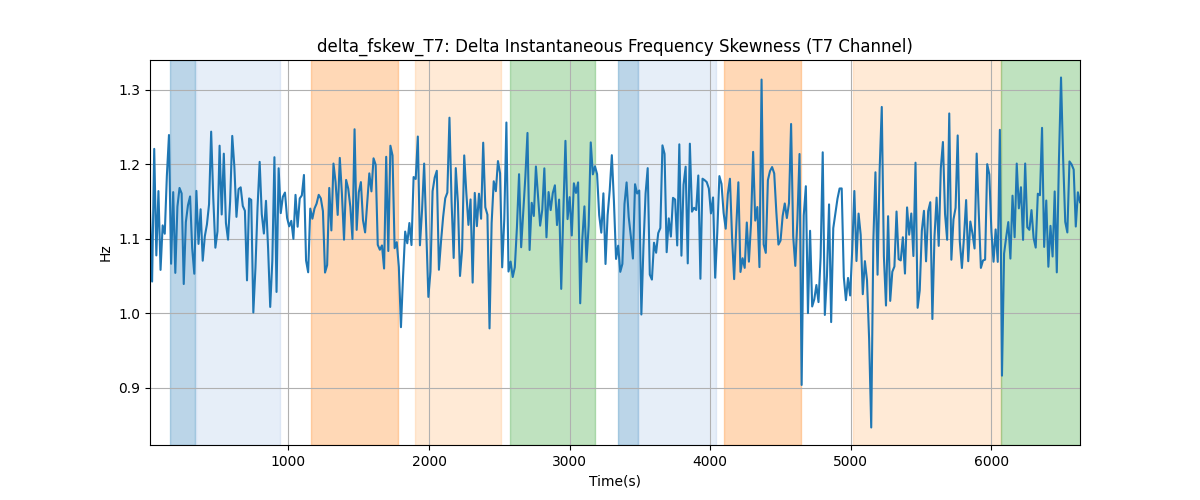 delta_fskew_T7: Delta Instantaneous Frequency Skewness (T7 Channel)
Hz
1.3
1.2
1.1
1.0
0.9
1000 2000 3000 4000 5000 6000
Time(s)